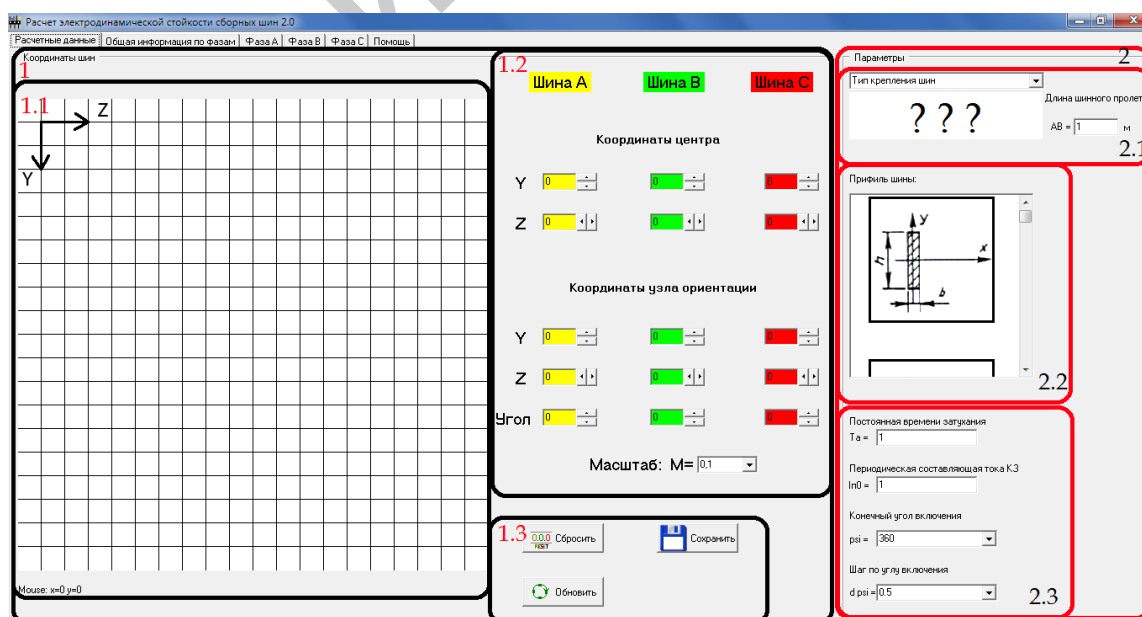 Расчет электродинамической стойкости сборных шин 2.0
Расчетные данные Общая информация по фазам Фаза A Фаза B Фаза C Помощь
Координаты шин
1
1.1
Z
Y
Mouse: x=0 y=0
1.2
Шина A Шина B Шина C
Координаты центра
Y 0 0 0
Z 0 0 0
Координаты узла ориентации
Y 0 0 0
Z 0 0 0
Угол 0 0 0
Масштаб: M= 0,1
1.3
0.0.0 RESET Сбросить
Сохранить
Обновить
Параметры
2
Тип крепления шин
? ? ?
Длина шинного пролет
AB = 1 м
2.1
Прифиль шины:
y
x
h
b
2.2
Постоянная времени затухания
Ta = 1
Периодическая составляющая тока К.З
In0 = 1
Конечный угол включения
psi = 360
Шаг по углу включения
d psi = 0.5
2.3